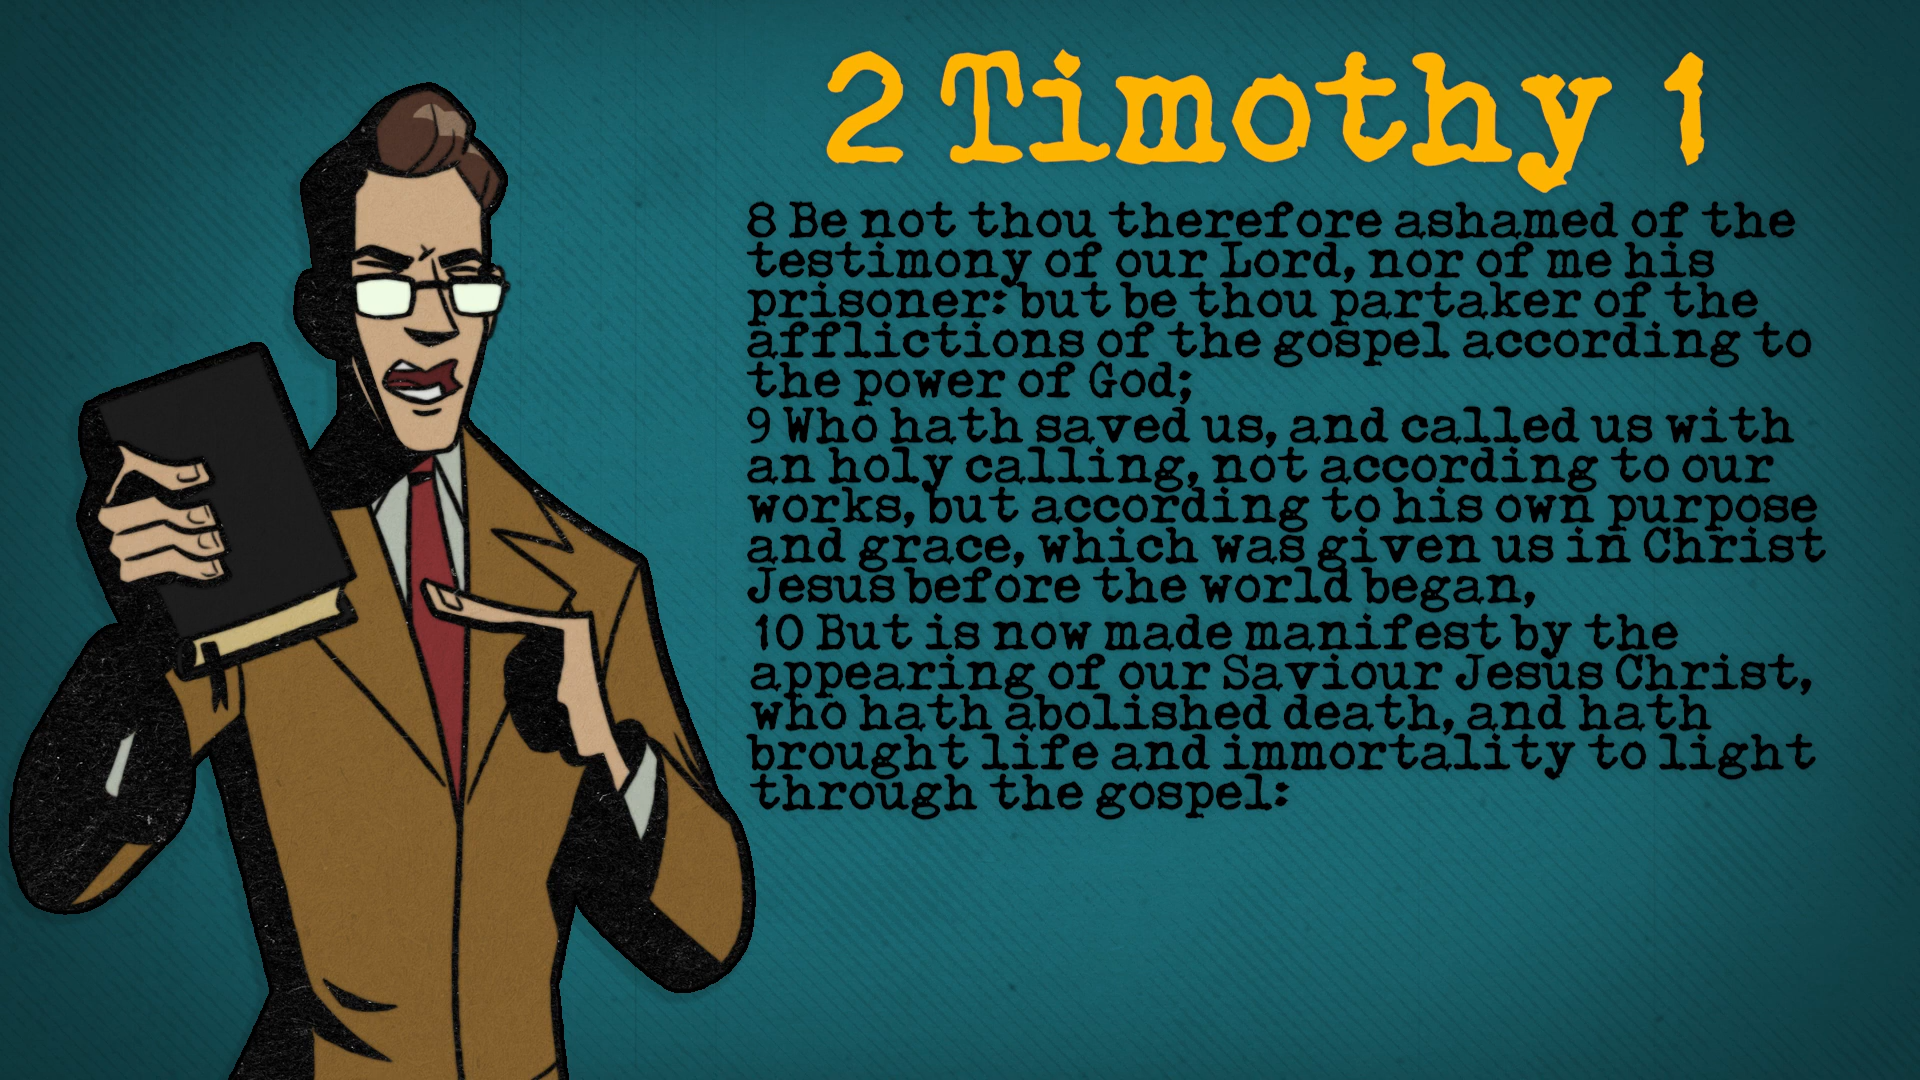 2 Timothy 1
8 Be not thou therefore ashamed of the
testimony of our Lord, nor of me his
prisoner: but be thou partaker of the
afflictions of the gospel according to
the power of God;
9 Who hath saved us, and called us with
an holy calling, not according to our
works, but according to his own purpose
and grace, which was given us in Christ
Jesus before the world began,
10 But is now made manifest by the
appearing of our Saviour Jesus Christ,
who hath abolished death, and hath
brought life and immortality to light
through the gospel: